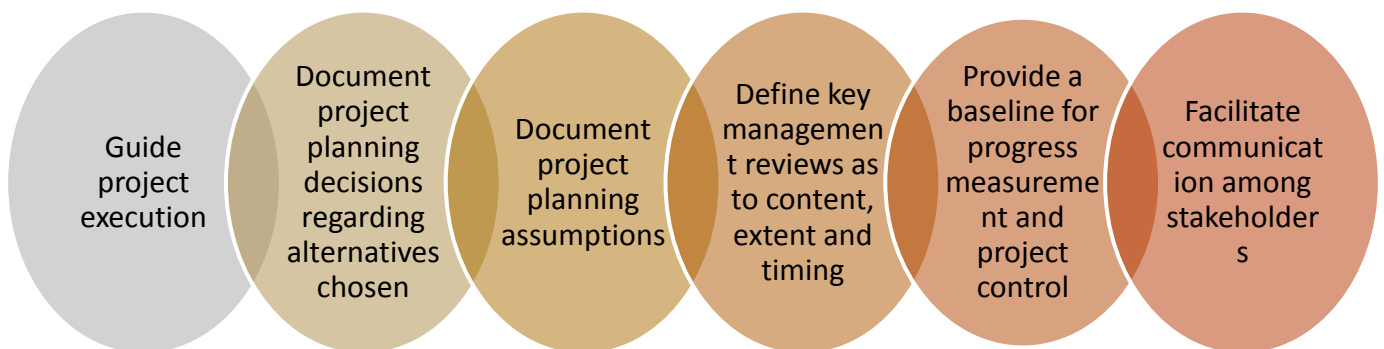 Guide
project
execution
Document
project
planning
decisions
regarding
alternatives
chosen
Document
project
planning
assumptions
Define key
managemen
t reviews as
to content,
extent and
timing
Provide a
baseline for
progress
measureme
nt and
project
control
Facilitate
communicat
ion among
stakeholder
s